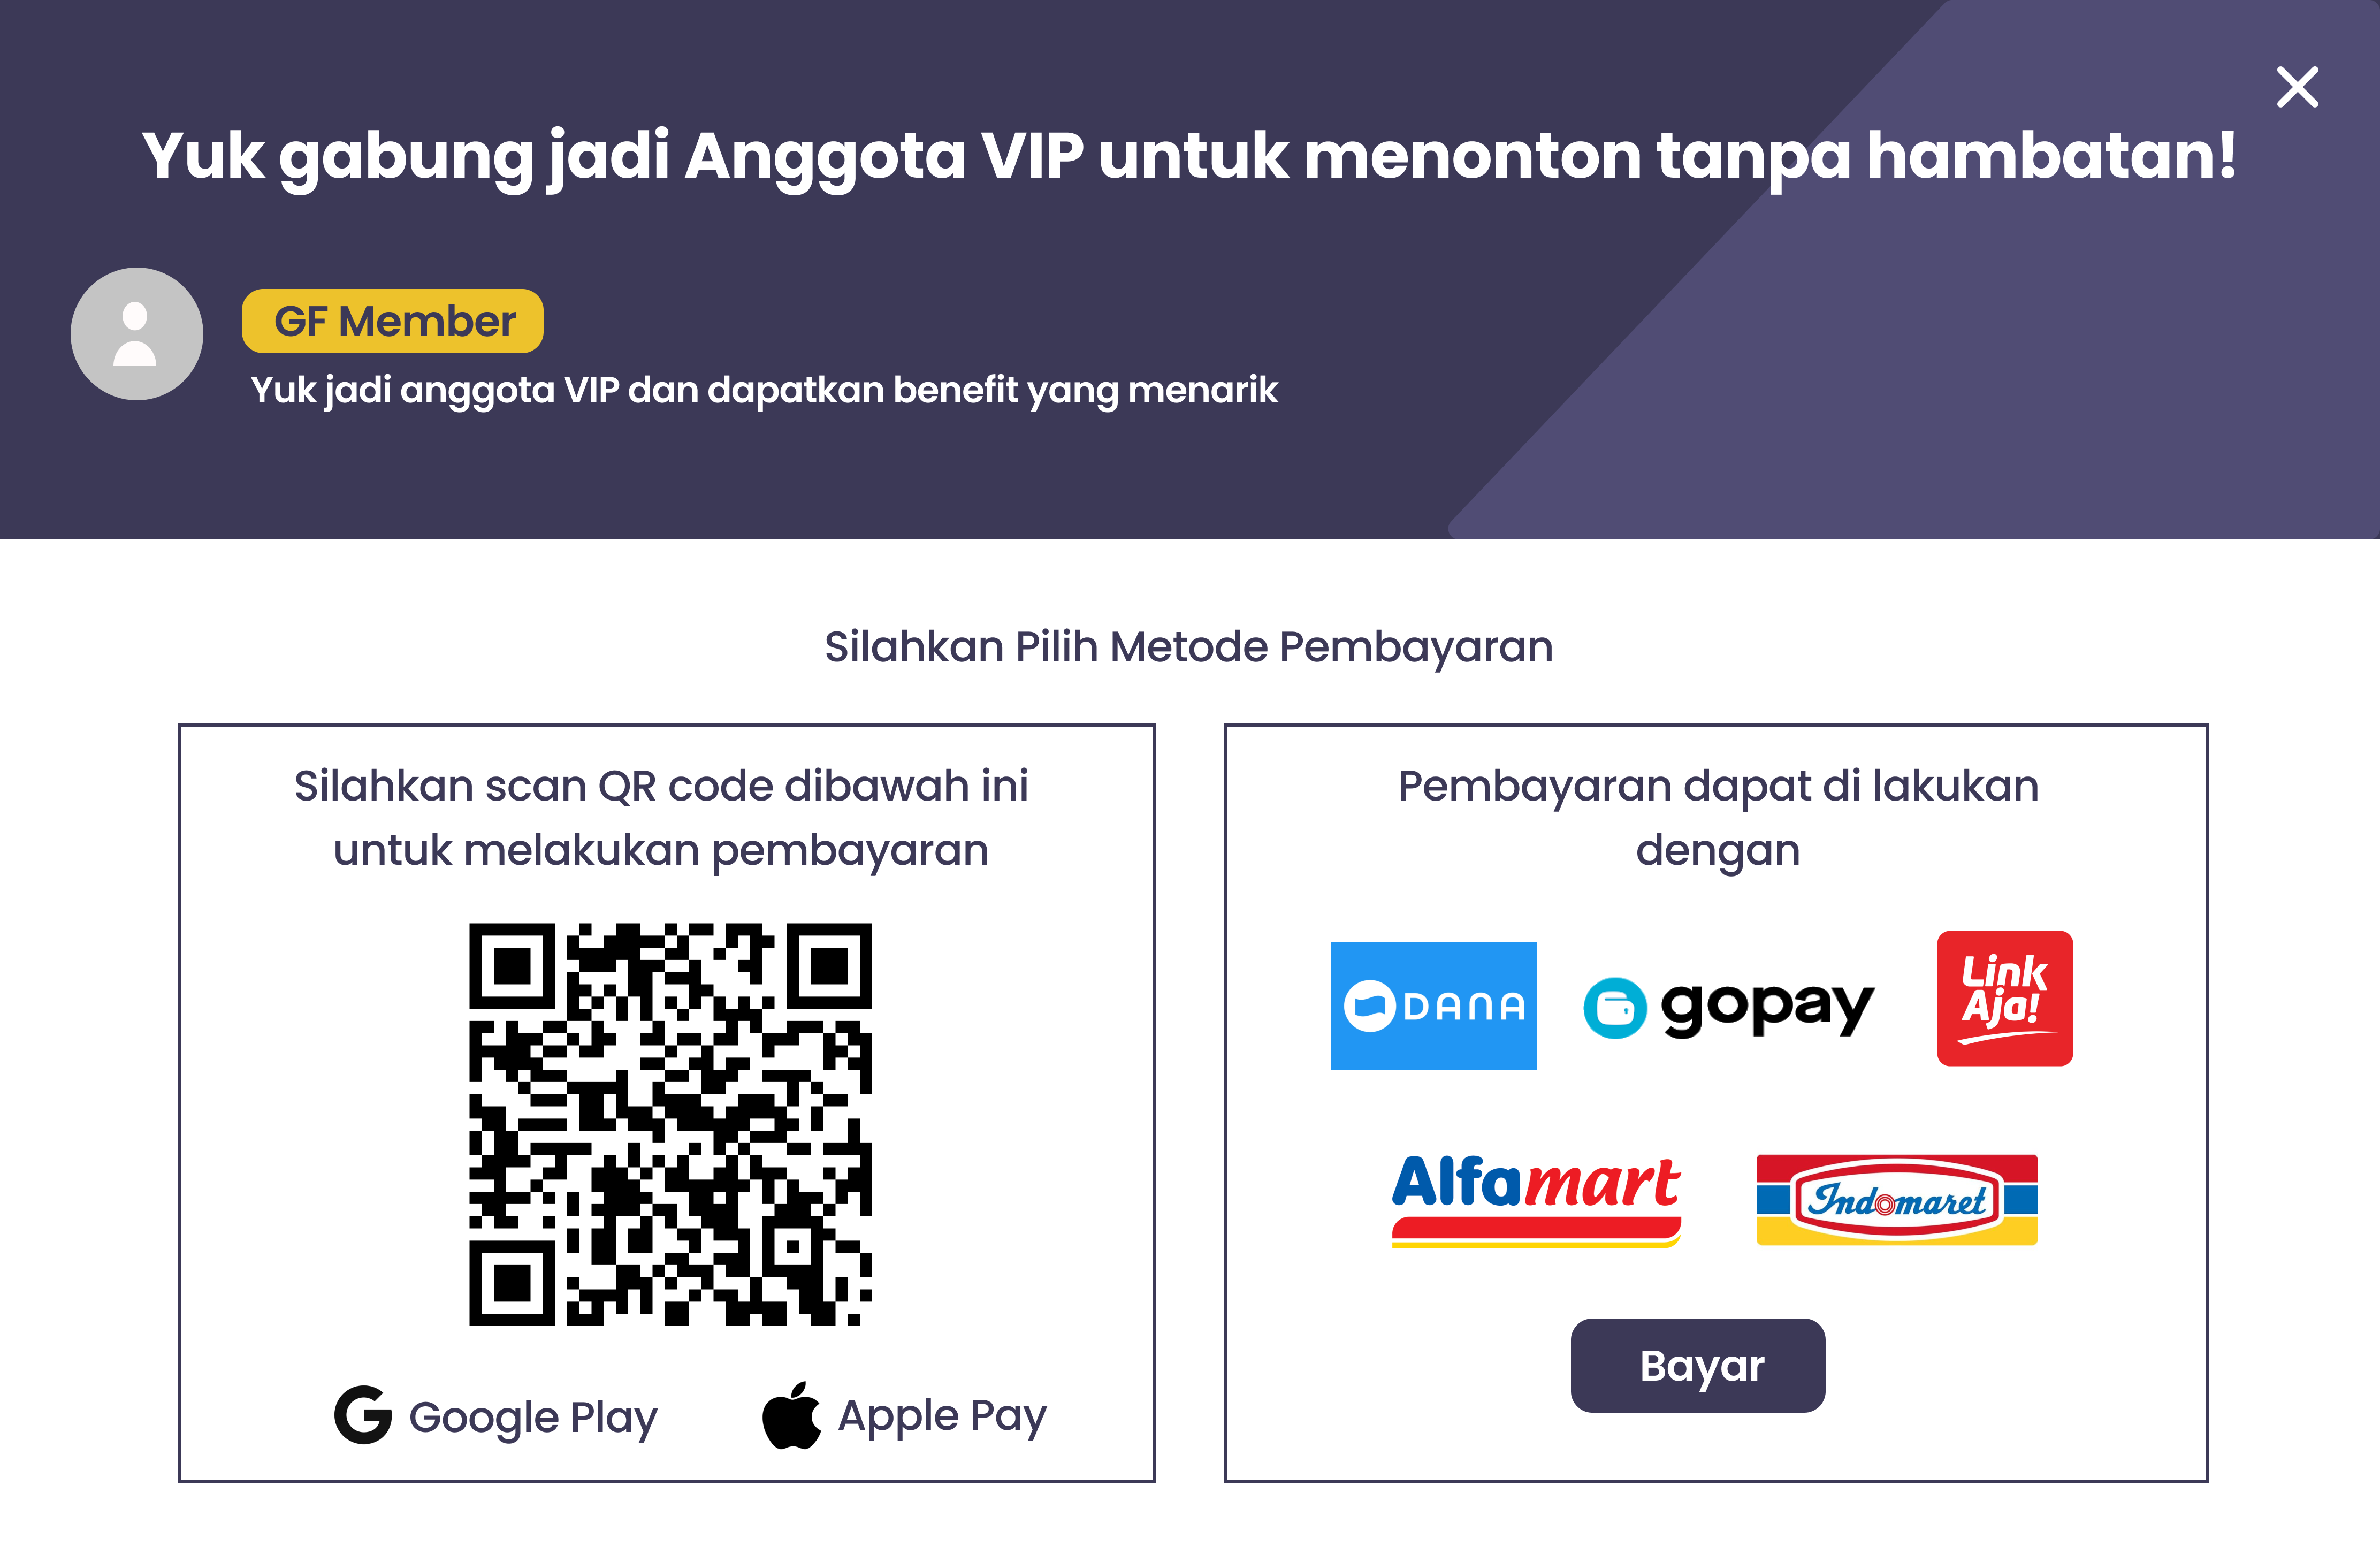 Yuk gabung jadi Anggota VIP untuk menonton tanpa hambatan!
GF Member
Yuk jadi anggota VIP dan dapatkan benefit yang menarik
Silahkan Pilih Metode Pembayaran
Silahkan scan QR code dibawah ini
untuk melakukan pembayaran
Google Play
Apple Pay
Pembayaran dapat di lakukan
dengan
DANA
gopay
Link
Aja!
Alfamart
Indomaret
Bayar